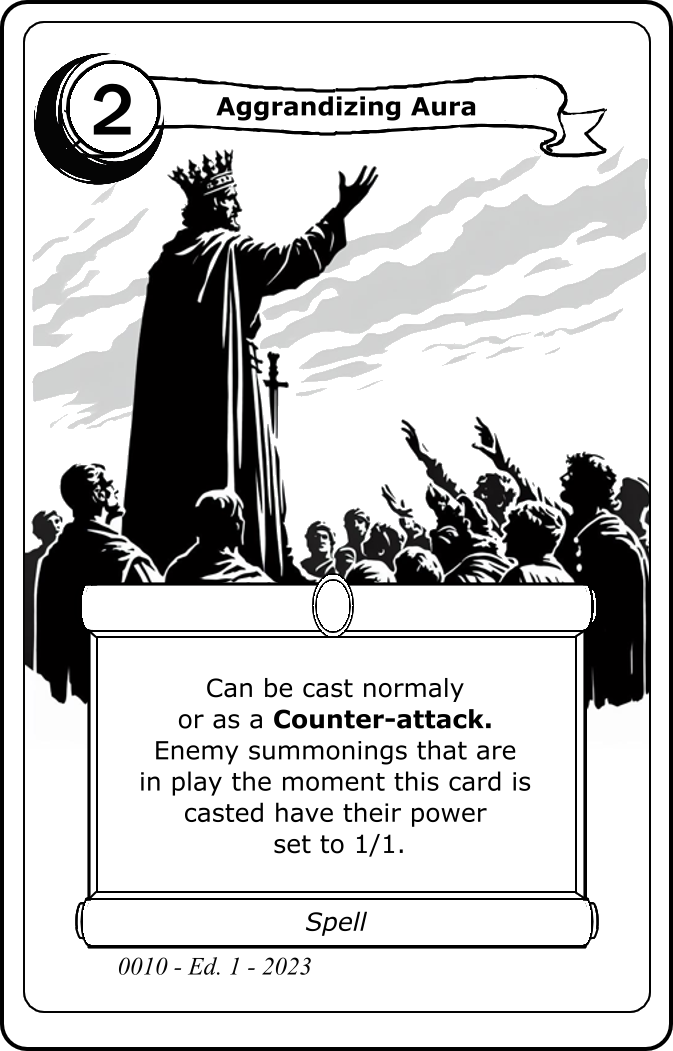 2
Aggrandizing Aura
Can be cast normaly
or as a Counter-attack.
Enemy summonings that are
in play the moment this card is
casted have their power
set to 1/1.
Spell
0010 - Ed. 1 - 2023